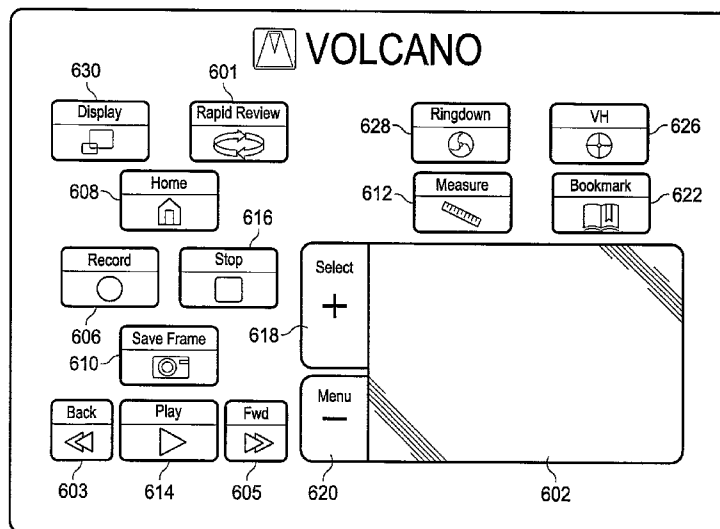 VOLCANO
630
601
Display
Rapid Review
Ringdown
VH
628
626
Home
608
Measure
Bookmark
612
622
616
Record
Stop
Select
+
606
618
Save Frame
610
Menu
−
Back
Play
Fwd
603
614
605
620
602